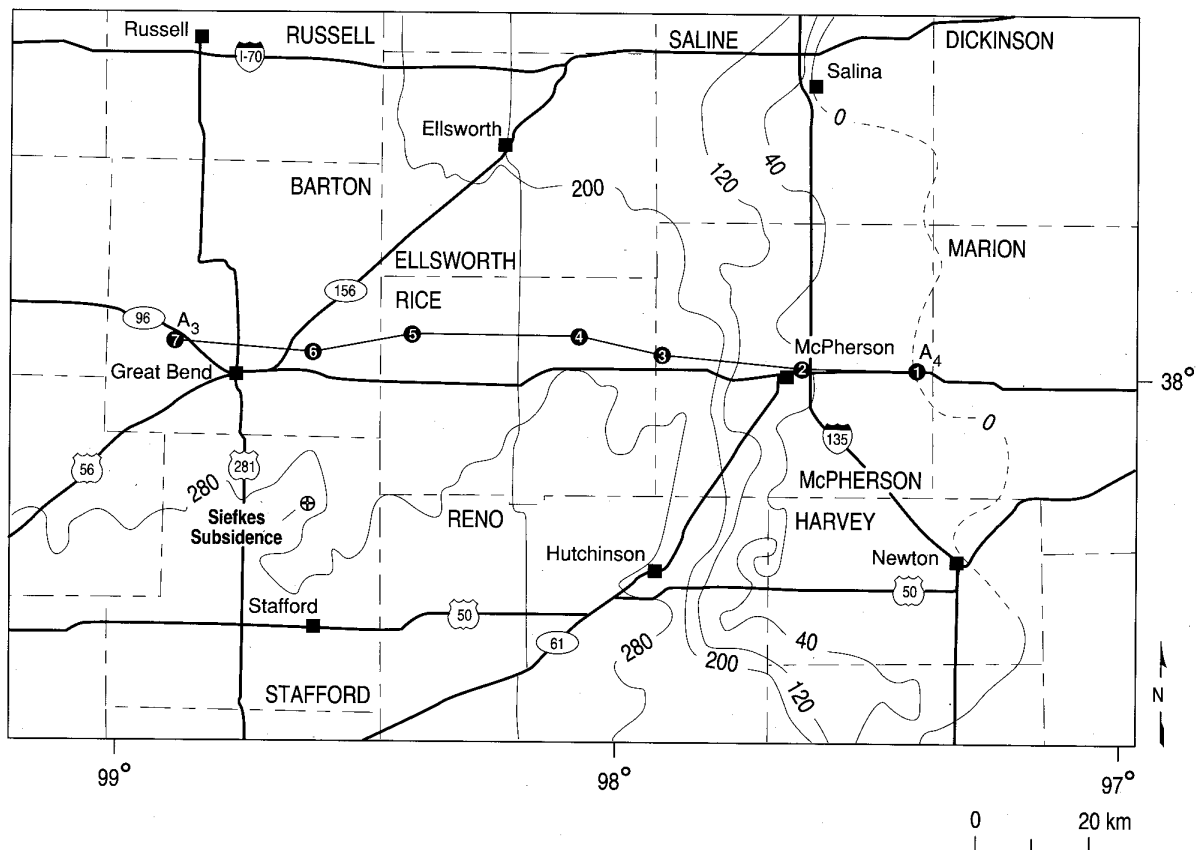 Russell
RUSSELL
SALINE
DICKINSON
I-70
Salina
0
Ellsworth
120
40
200
BARTON
ELLSWORTH
MARION
156
RICE
96
A3
7
6
5
4
3
McPherson
2
A4
1
Great Bend
38°
0
135
56
281
280
McPHERSON
Siefkes
Subsidence
RENO
HARVEY
Hutchinson
Newton
50
Stafford
50
61
280
40
200
120
STAFFORD
N
99°
98°
97°
0
20 km